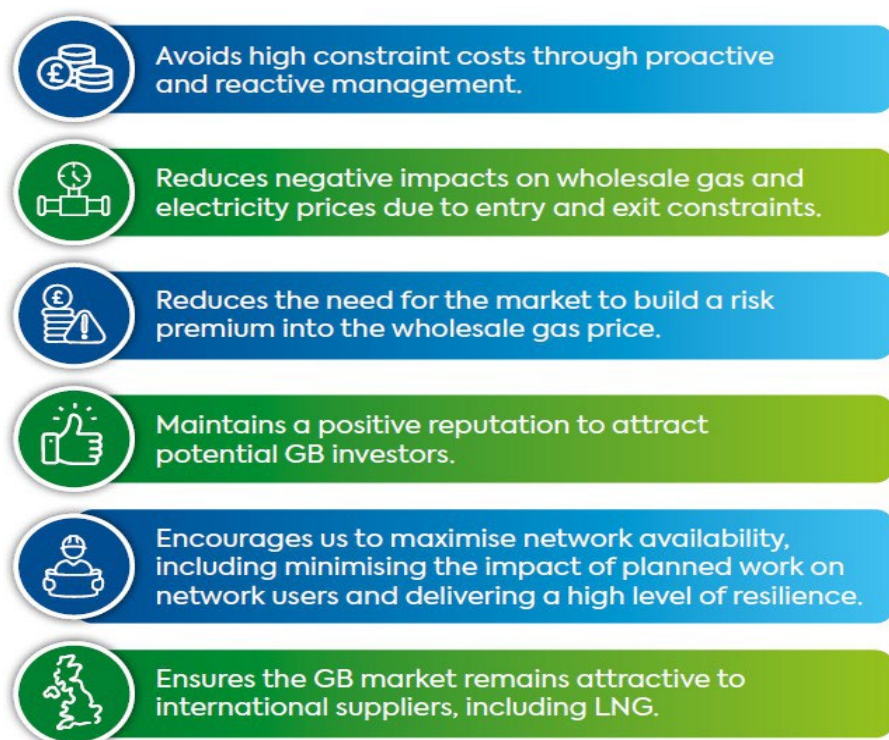 £
Avoids high constraint costs through proactive
and reactive management.
Reduces negative impacts on wholesale gas and
electricity prices due to entry and exit constraints.
£
!
Reduces the need for the market to build a risk
premium into the wholesale gas price.
Maintains a positive reputation to attract
potential GB investors.
Encourages us to maximise network availability,
including minimising the impact of planned work on
network users and delivering a high level of resilience.
Ensures the GB market remains attractive to
international suppliers, including LNG.